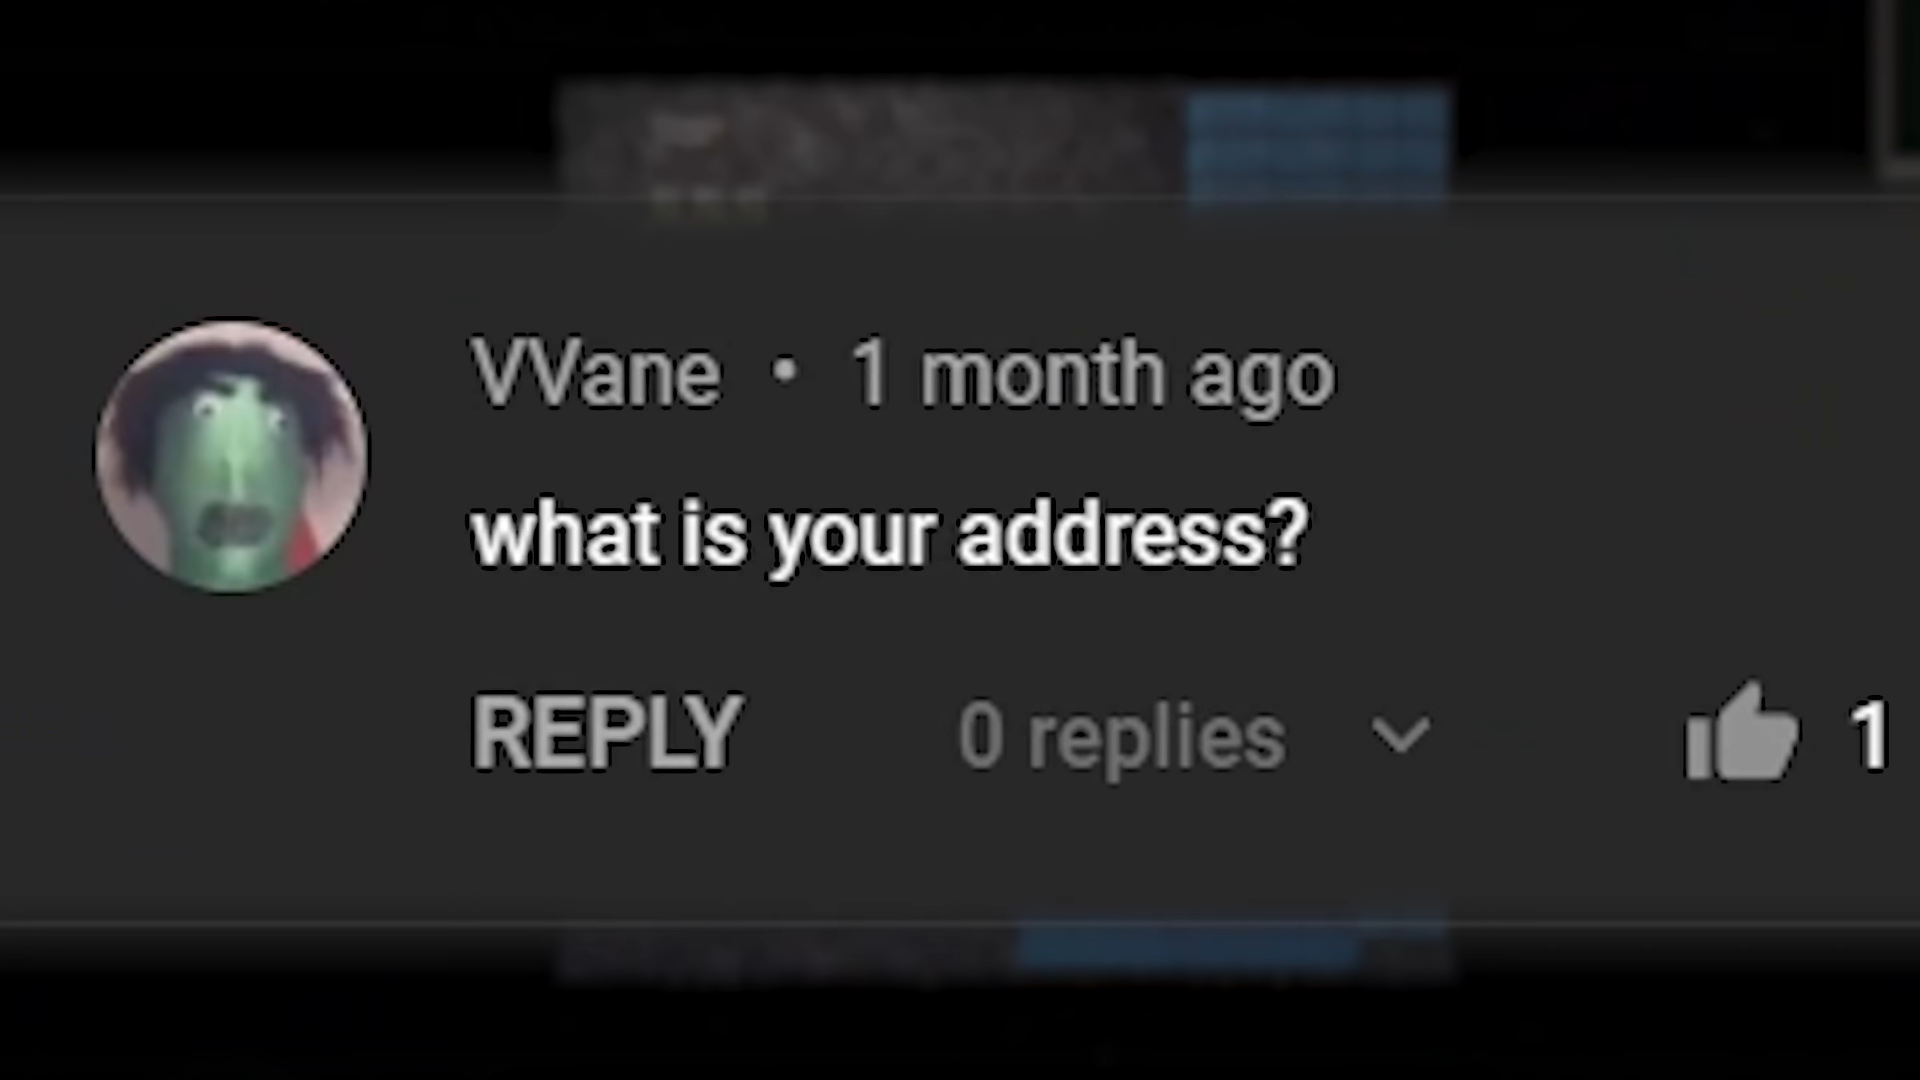 VVane • 1 month ago
what is your address?
REPLY 0 replies 1